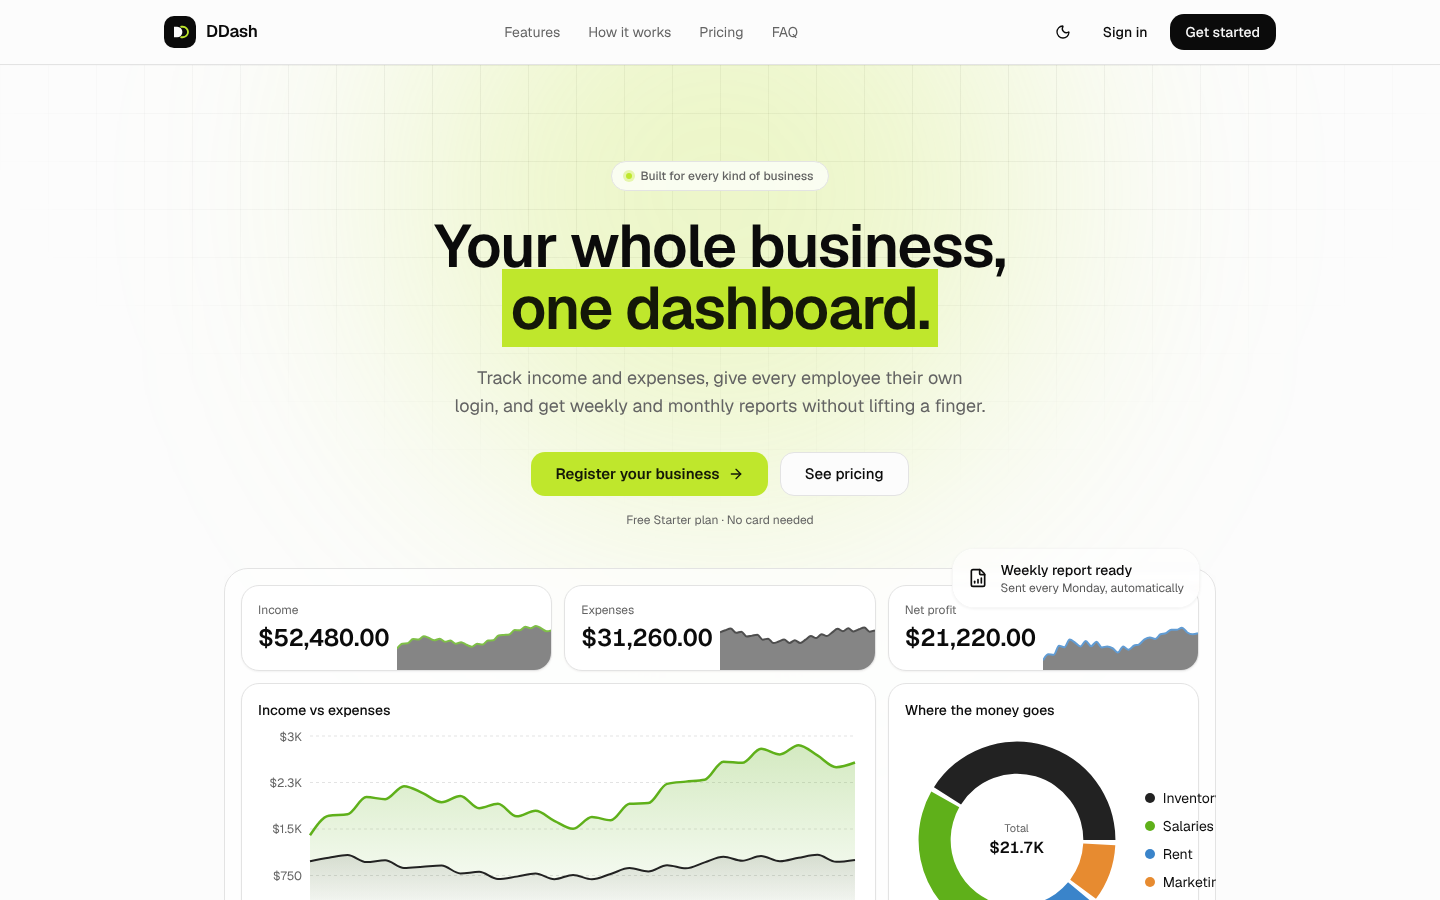 DDash
Features
How it works
Pricing
FAQ
Sign in
Get started
Built for every kind of business
Your whole business,
one dashboard.
Track income and expenses, give every employee their own
login, and get weekly and monthly reports without lifting a finger.
Register your business
See pricing
Free Starter plan · No card needed
Weekly report ready
Sent every Monday, automatically
Income
$52,480.00
Expenses
$31,260.00
Net profit
$21,220.00
Income vs expenses
$3K
$2.3K
$1.5K
$750
Where the money goes
Total
$21.7K
Inventor
Salaries
Rent
Marketin